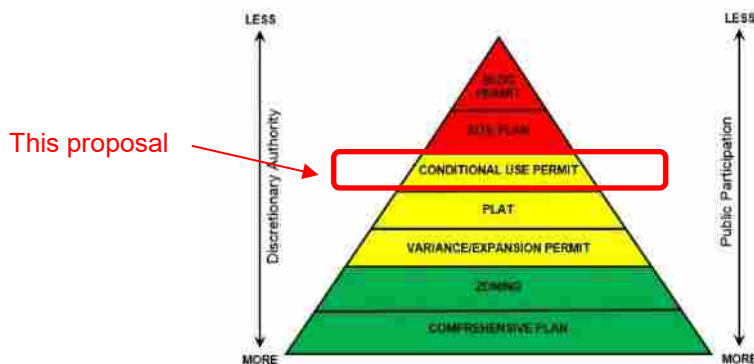 LESS
LESS
BLDG
PERMIT
SITE PLAN
This proposal
CONDITIONAL USE PERMIT
PLAT
VARIANCE/EXPANSION PERMIT
ZONING
COMPREHENSIVE PLAN
Discretionary Authority
Public Participation
MORE
MORE